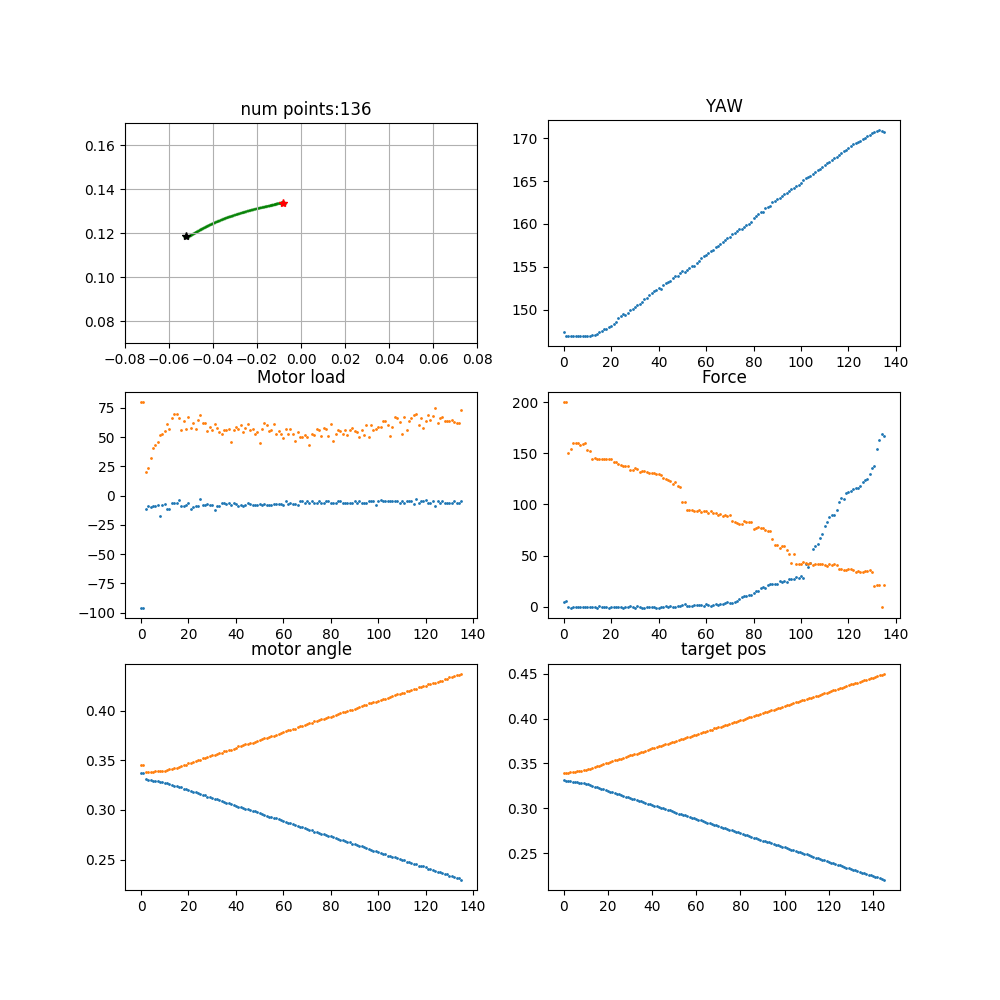 num points:136
YAW
0.16
0.14
0.12
0.10
0.08
−0.08 −0.06 −0.04 −0.02 0.00 0.02 0.04 0.06 0.08
170
165
160
155
150
0 20 40 60 80 100 120 140
Motor load
Force
75
50
25
0
−25
−50
−75
−100
0 20 40 60 80 100 120 140
200
150
100
50
0
0 20 40 60 80 100 120 140
motor angle
target pos
0.40
0.35
0.30
0.25
0 20 40 60 80 100 120 140
0.45
0.40
0.35
0.30
0.25
0 20 40 60 80 100 120 140